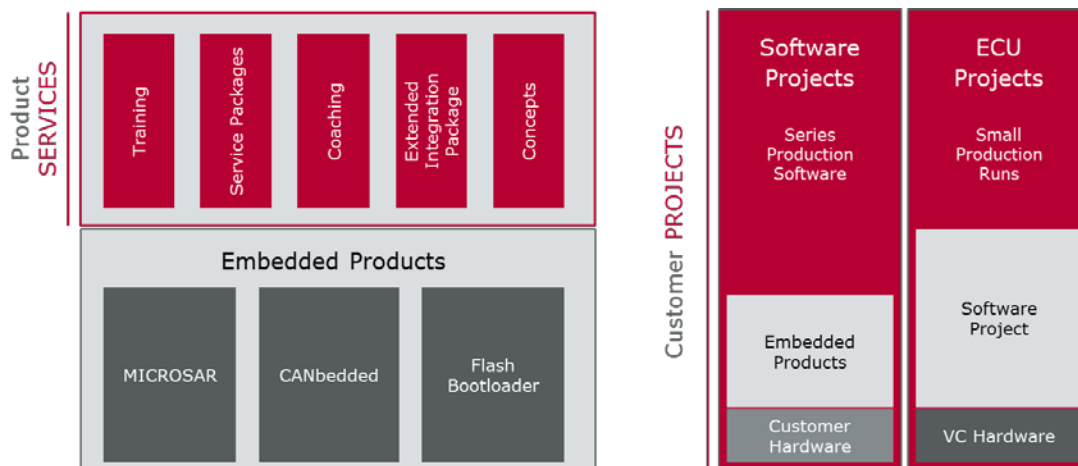 Product
SERVICES
Training
Service Packages
Coaching
Extended
Integration
Package
Concepts
Embedded Products
MICROSAR
CANbedded
Flash
Bootloader
Customer PROJECTS
Software
Projects
Series
Production
Software
Embedded
Products
Customer
Hardware
ECU
Projects
Small
Production
Runs
Software
Project
VC Hardware